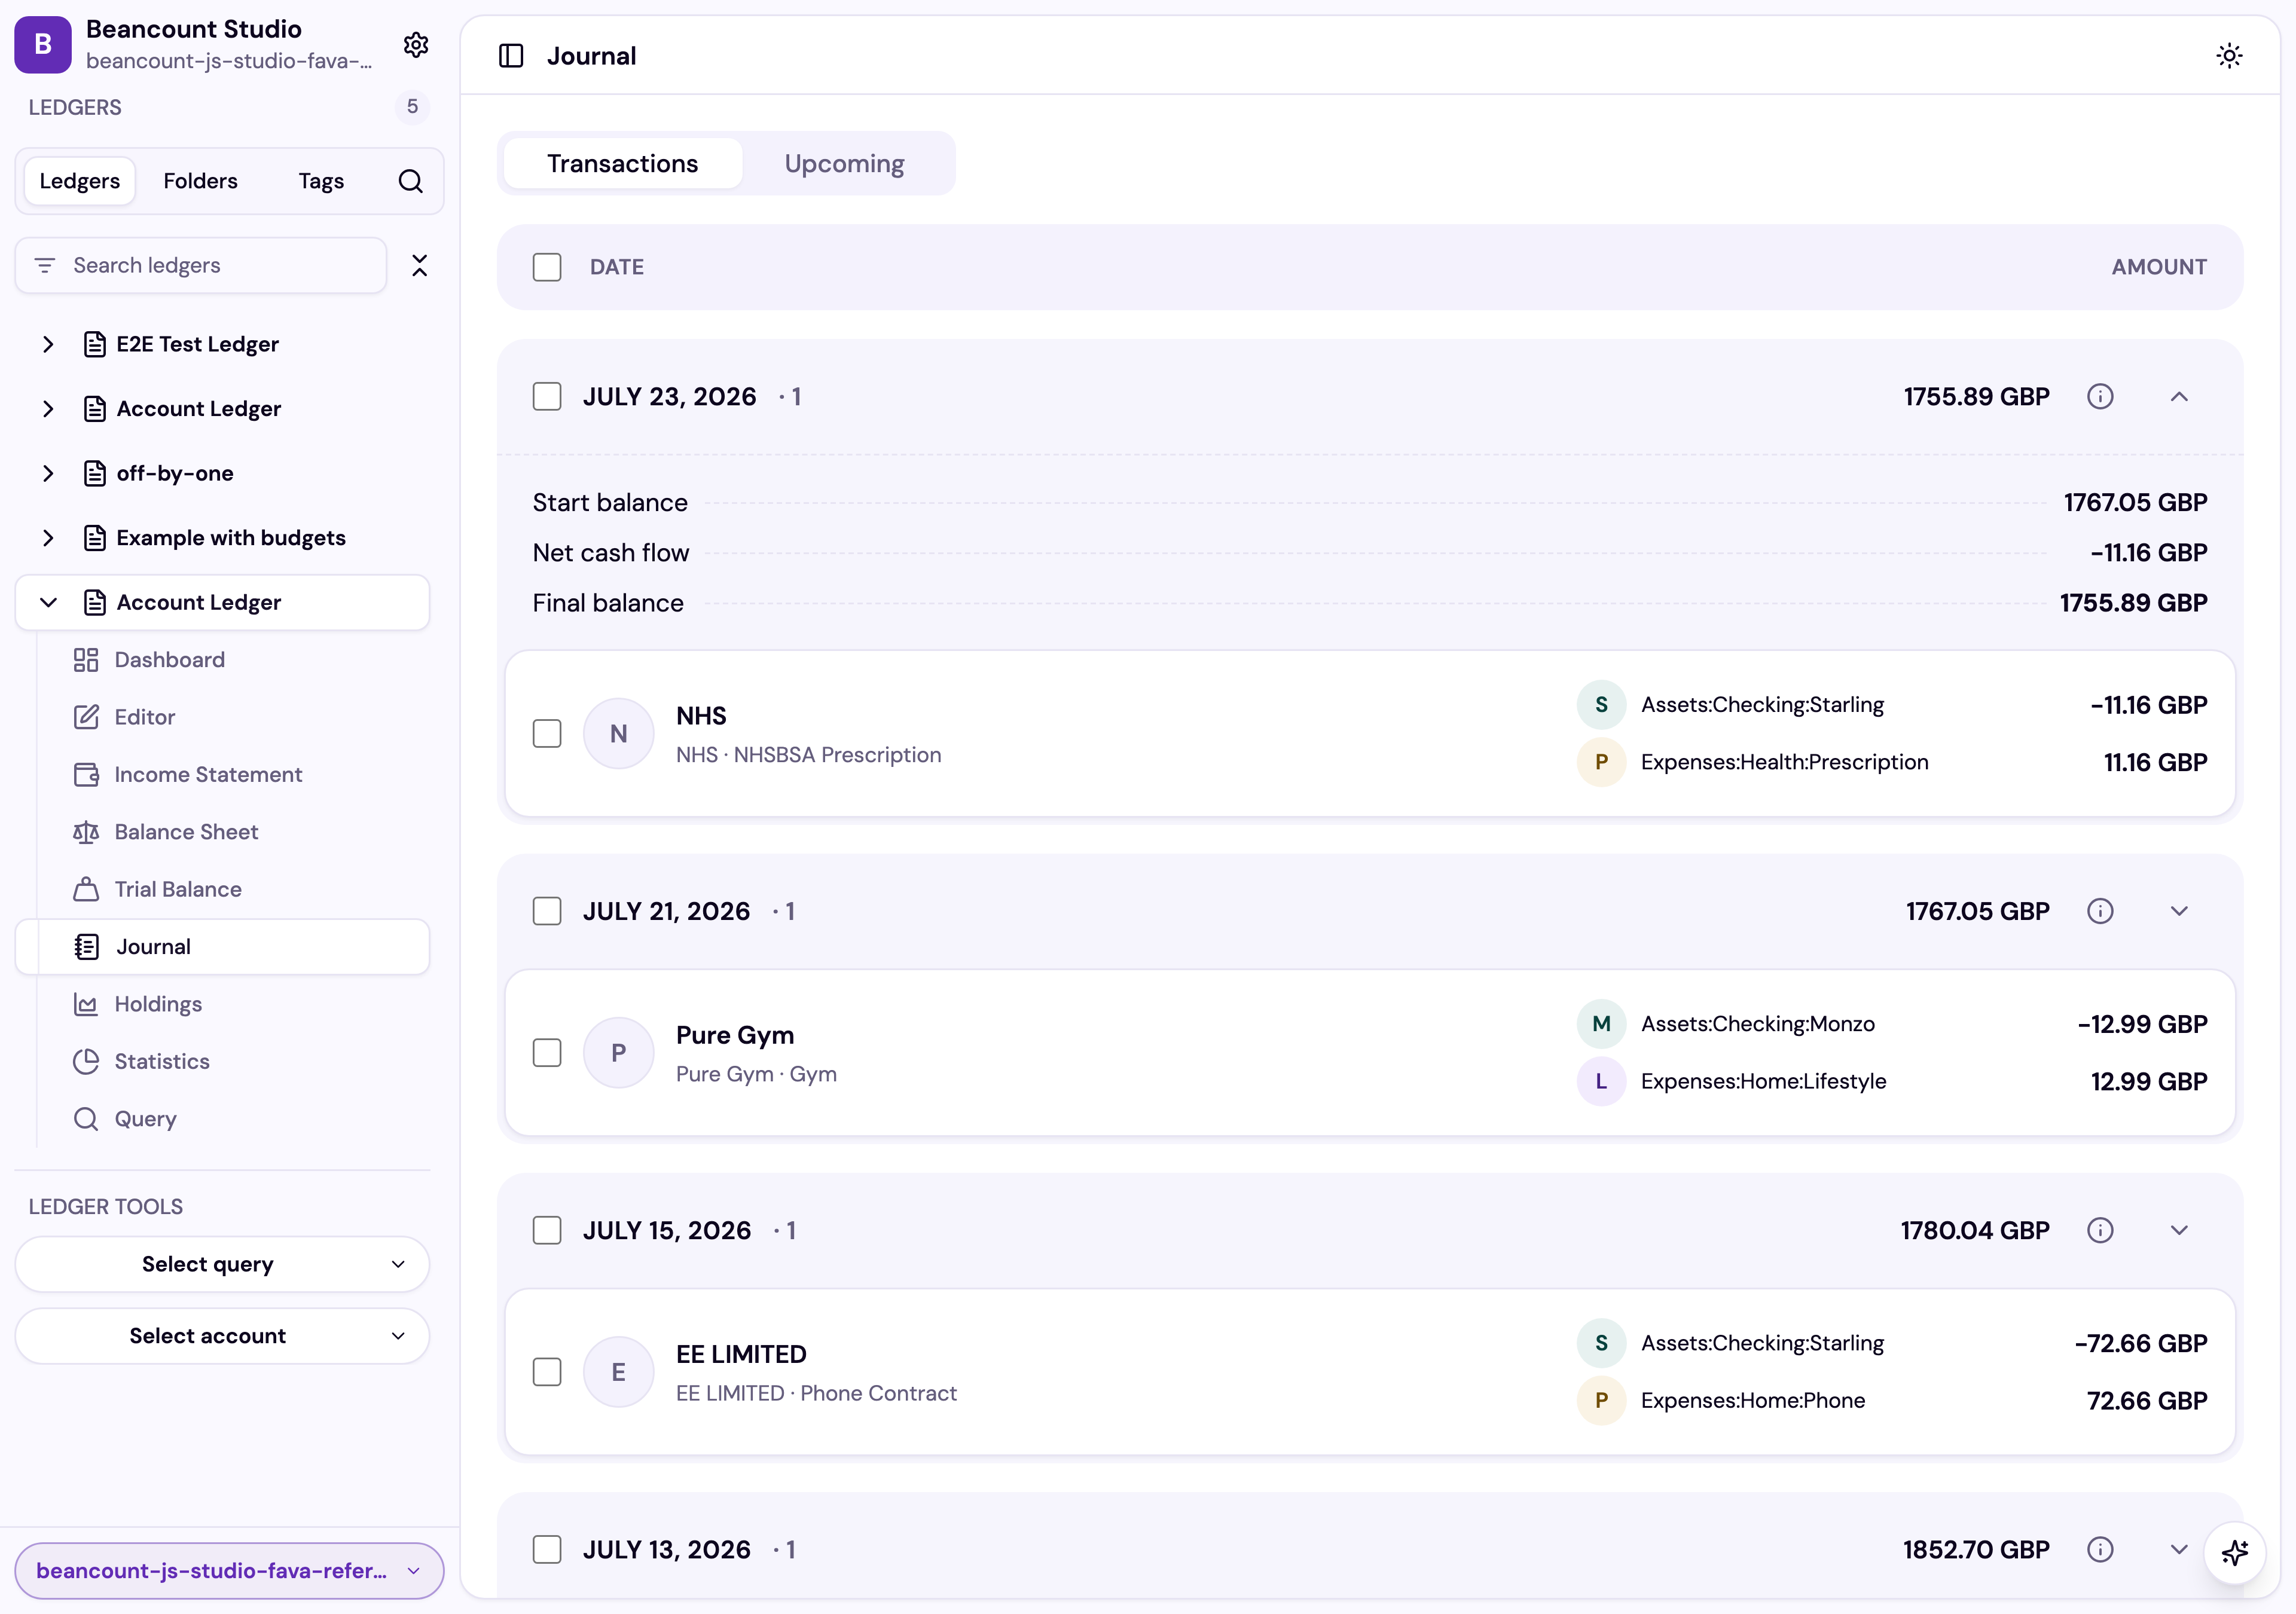 B
Beancount Studio
beancount-js-studio-fava-...
LEDGERS
5
Ledgers
Folders
Tags
Search ledgers
E2E Test Ledger
Account Ledger
off-by-one
Example with budgets
Account Ledger
Dashboard
Editor
Income Statement
Balance Sheet
Trial Balance
Journal
Holdings
Statistics
Query
LEDGER TOOLS
Select query
Select account
beancount-js-studio-fava-refer...
Journal
Transactions
Upcoming
DATE
AMOUNT
JULY 23, 2026 · 1
1755.89 GBP
Start balance
1767.05 GBP
Net cash flow
-11.16 GBP
Final balance
1755.89 GBP
N
NHS
NHS · NHSBSA Prescription
S Assets:Checking:Starling -11.16 GBP
P Expenses:Health:Prescription 11.16 GBP
JULY 21, 2026 · 1
1767.05 GBP
P
Pure Gym
Pure Gym · Gym
M Assets:Checking:Monzo -12.99 GBP
L Expenses:Home:Lifestyle 12.99 GBP
JULY 15, 2026 · 1
1780.04 GBP
E
EE LIMITED
EE LIMITED · Phone Contract
S Assets:Checking:Starling -72.66 GBP
P Expenses:Home:Phone 72.66 GBP
JULY 13, 2026 · 1
1852.70 GBP